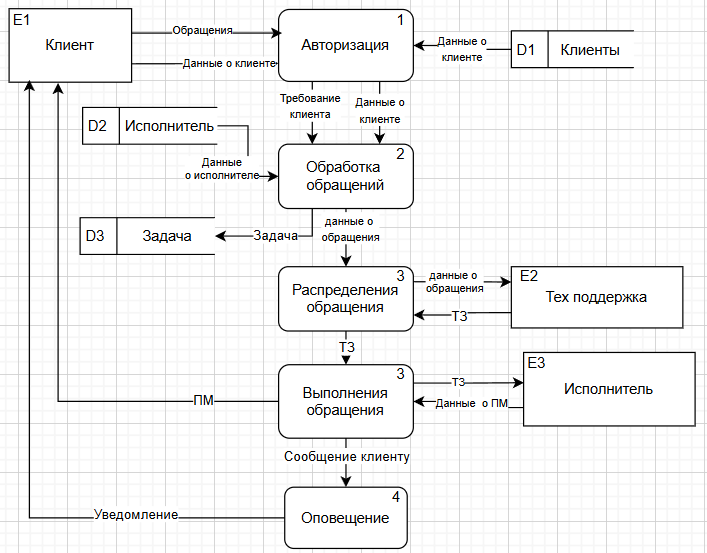 E1
Клиент
Обращения
Данные о клиенте
1
Авторизация
Данные о
клиенте
D1
Клиенты
Требование
клиента
Данные о
клиенте
D2
Исполнитель
Данные
о исполнителе
2
Обработка
обращений
D3
Задача
Задача
данные о
обращения
3
Распределения
обращения
данные о
обращения
ТЗ
E2
Тех поддержка
ТЗ
3
Выполнения
обращения
ТЗ
Данные о ПМ
E3
Исполнитель
ПМ
Сообщение клиенту
4
Оповещение
Уведомление